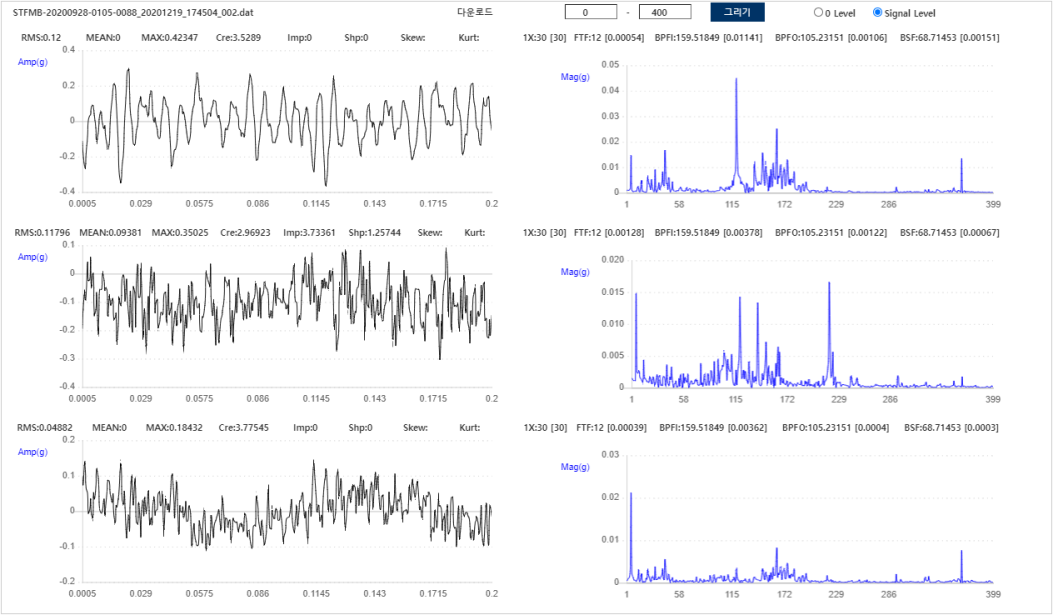 STFMB-20200928-0105-0088_20201219_174504_002.dat 다운로드 0 - 400 그리기 0 Level Signal Level
RMS:0.12 MEAN:0 MAX:0.42347 Cre:3.5289 Imp:0 Shp:0 Skew: Kurt: 1X:30 [30] FTF:12 [0.00054] BPFI:159.51849 [0.01141] BPFO:105.23151 [0.00106] BSF:68.71453 [0.00151]
Amp(g)
0.4
0.2
0
-0.2
-0.4
0.0005 0.029 0.0575 0.086 0.1145 0.143 0.1715 0.2
Mag(g)
0.05
0.04
0.03
0.02
0.01
0
1 58 115 172 229 286 399
RMS:0.11796 MEAN:0.09381 MAX:0.35025 Cre:2.96923 Imp:3.73361 Shp:1.25744 Skew: Kurt: 1X:30 [30] FTF:12 [0.00128] BPFI:159.51849 [0.00378] BPFO:105.23151 [0.00122] BSF:68.71453 [0.00067]
Amp(g)
0.1
0
-0.1
-0.2
-0.3
-0.4
0.0005 0.029 0.0575 0.086 0.1145 0.143 0.1715 0.2
Mag(g)
0.020
0.015
0.010
0.005
0
1 58 115 172 229 286 399
RMS:0.04882 MEAN:0 MAX:0.18432 Cre:3.77545 Imp:0 Shp:0 Skew: Kurt: 1X:30 [30] FTF:12 [0.00039] BPFI:159.51849 [0.00362] BPFO:105.23151 [0.0004] BSF:68.71453 [0.0003]
Amp(g)
0.2
0.1
0
-0.1
-0.2
0.0005 0.029 0.0575 0.086 0.1145 0.143 0.1715 0.2
Mag(g)
0.03
0.02
0.01
0
1 58 115 172 229 286 399